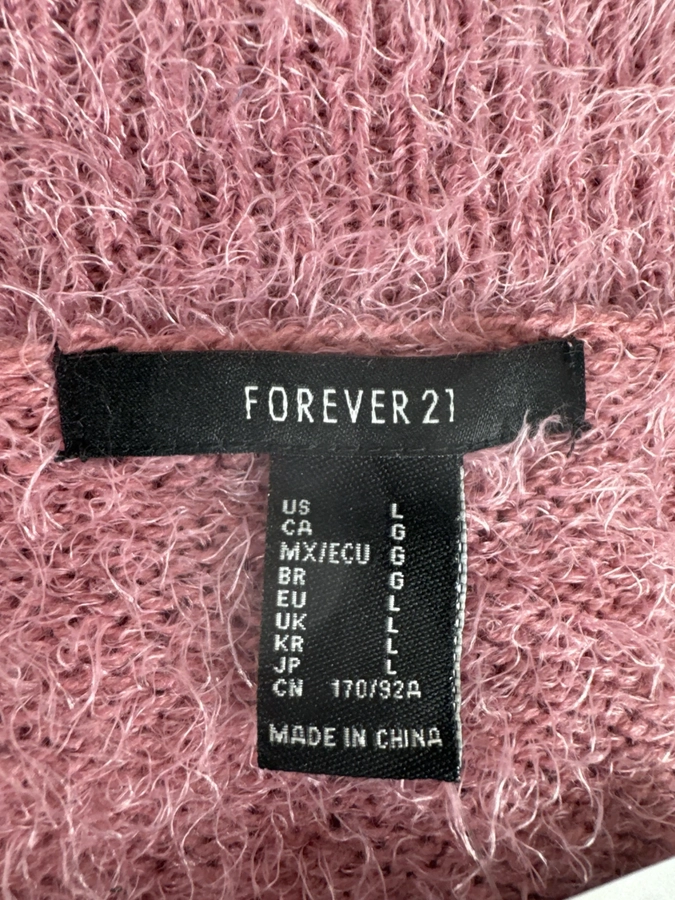 FOREVER 21
US L
CA G
MX/ECU G
BR G
EU L
UK L
KR L
JP L
CN 170/92A
MADE IN CHINA